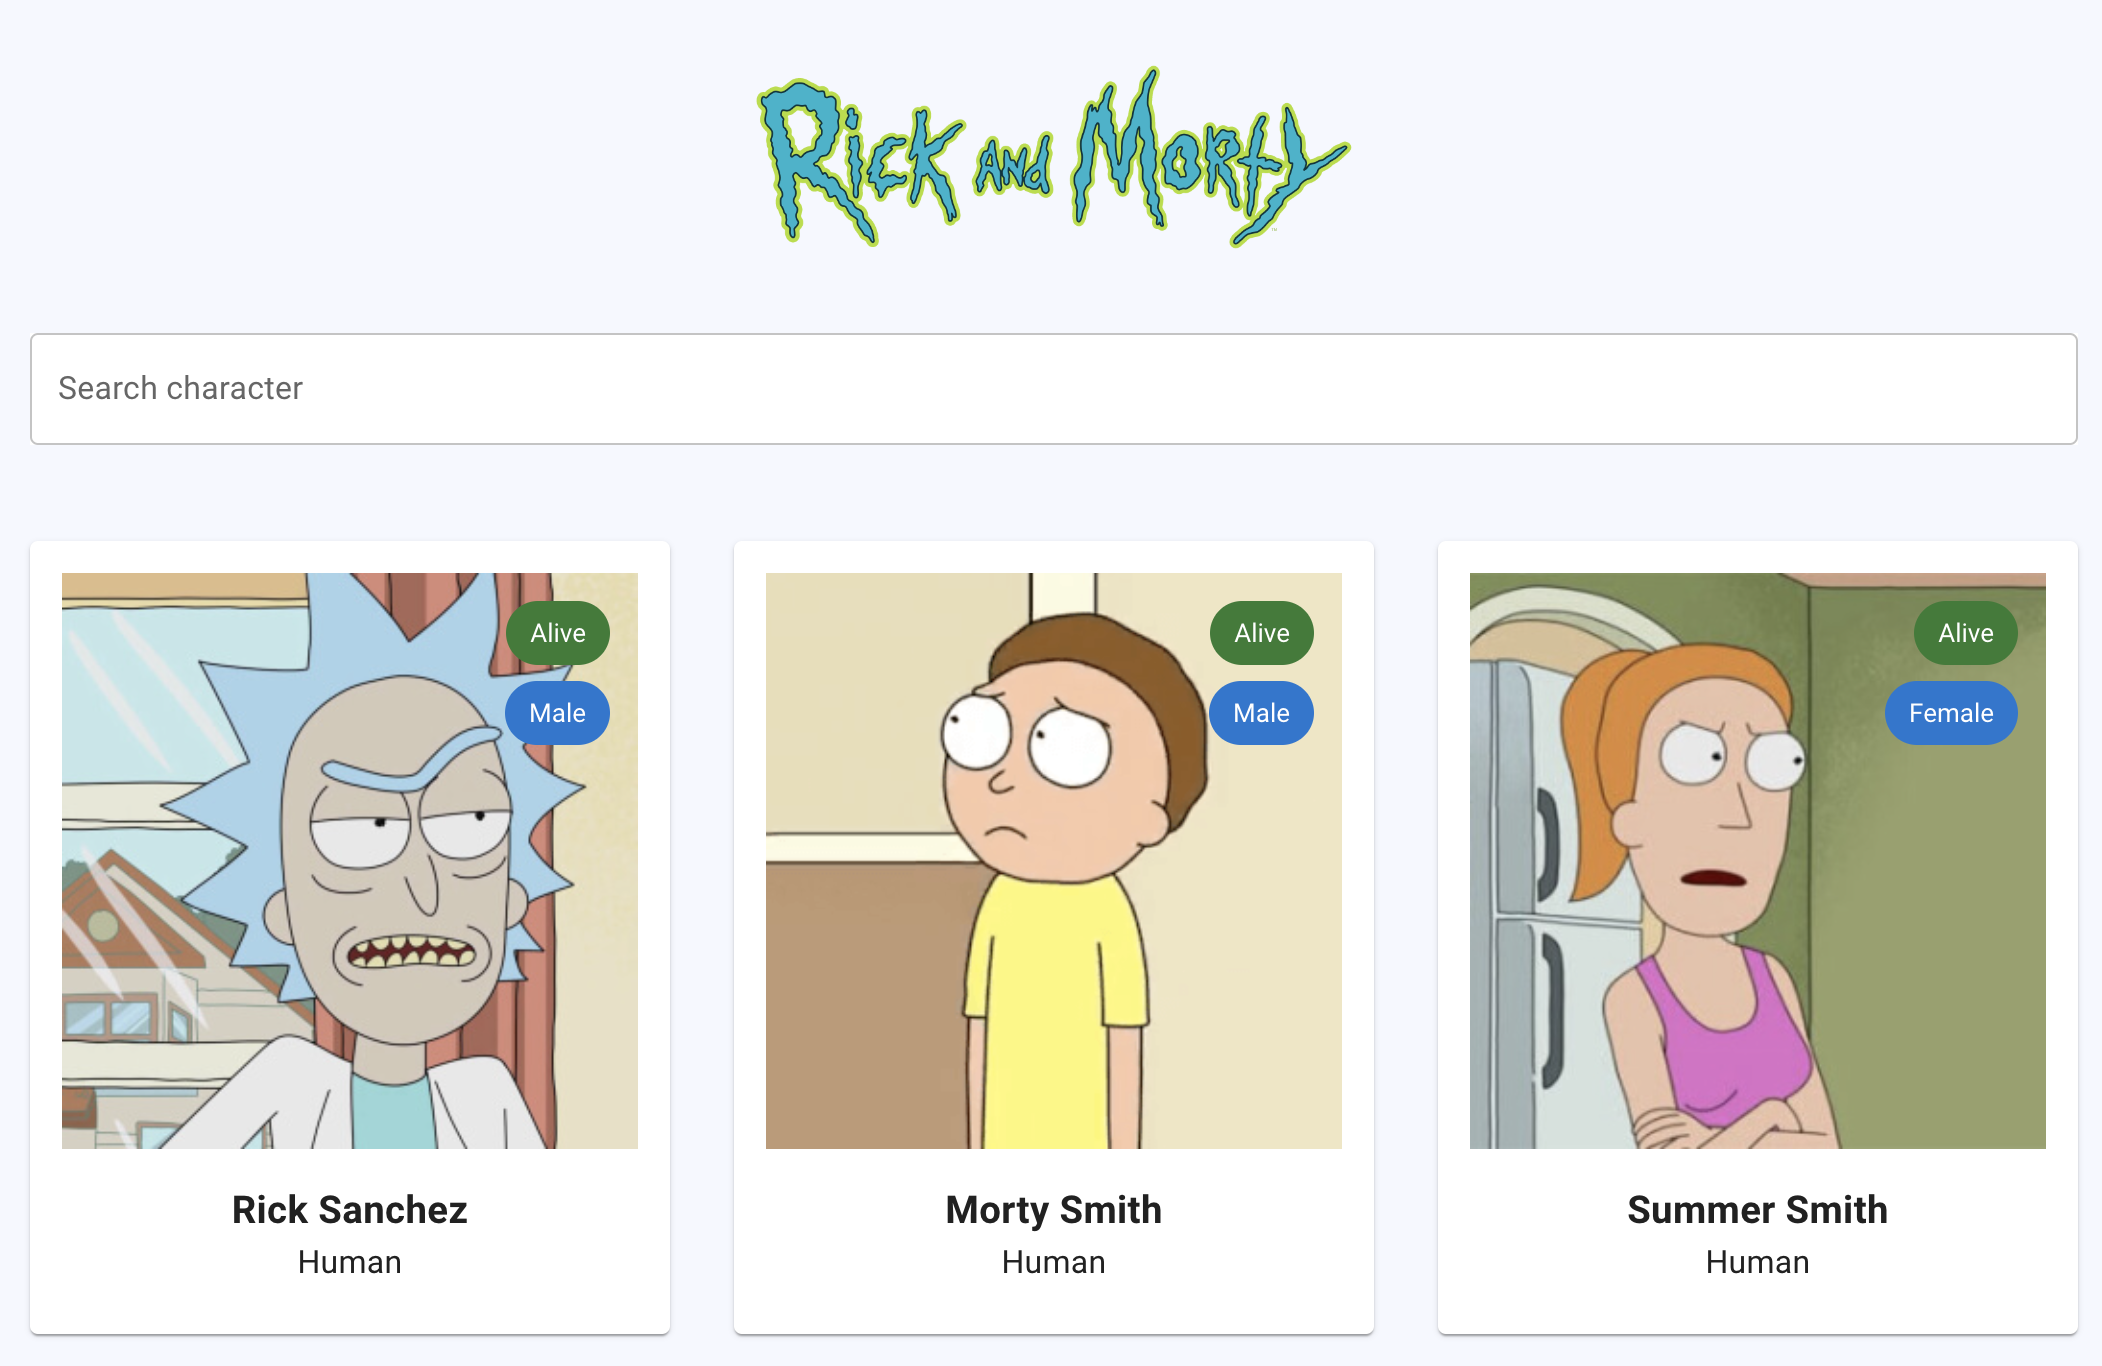 Rick and Morty
Search character
Alive
Male
Rick Sanchez
Human
Alive
Male
Morty Smith
Human
Alive
Female
Summer Smith
Human